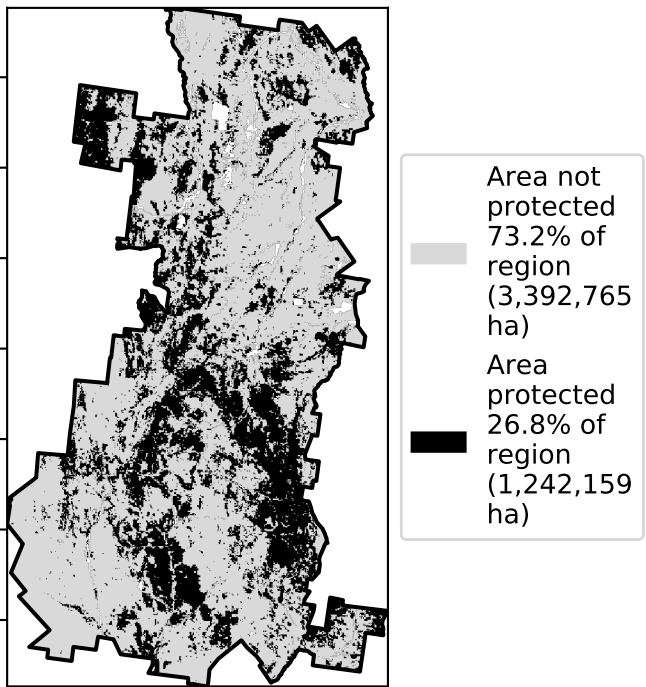 Area not
protected
73.2% of
region
(3,392,765
ha)
Area
protected
26.8% of
region
(1,242,159
ha)